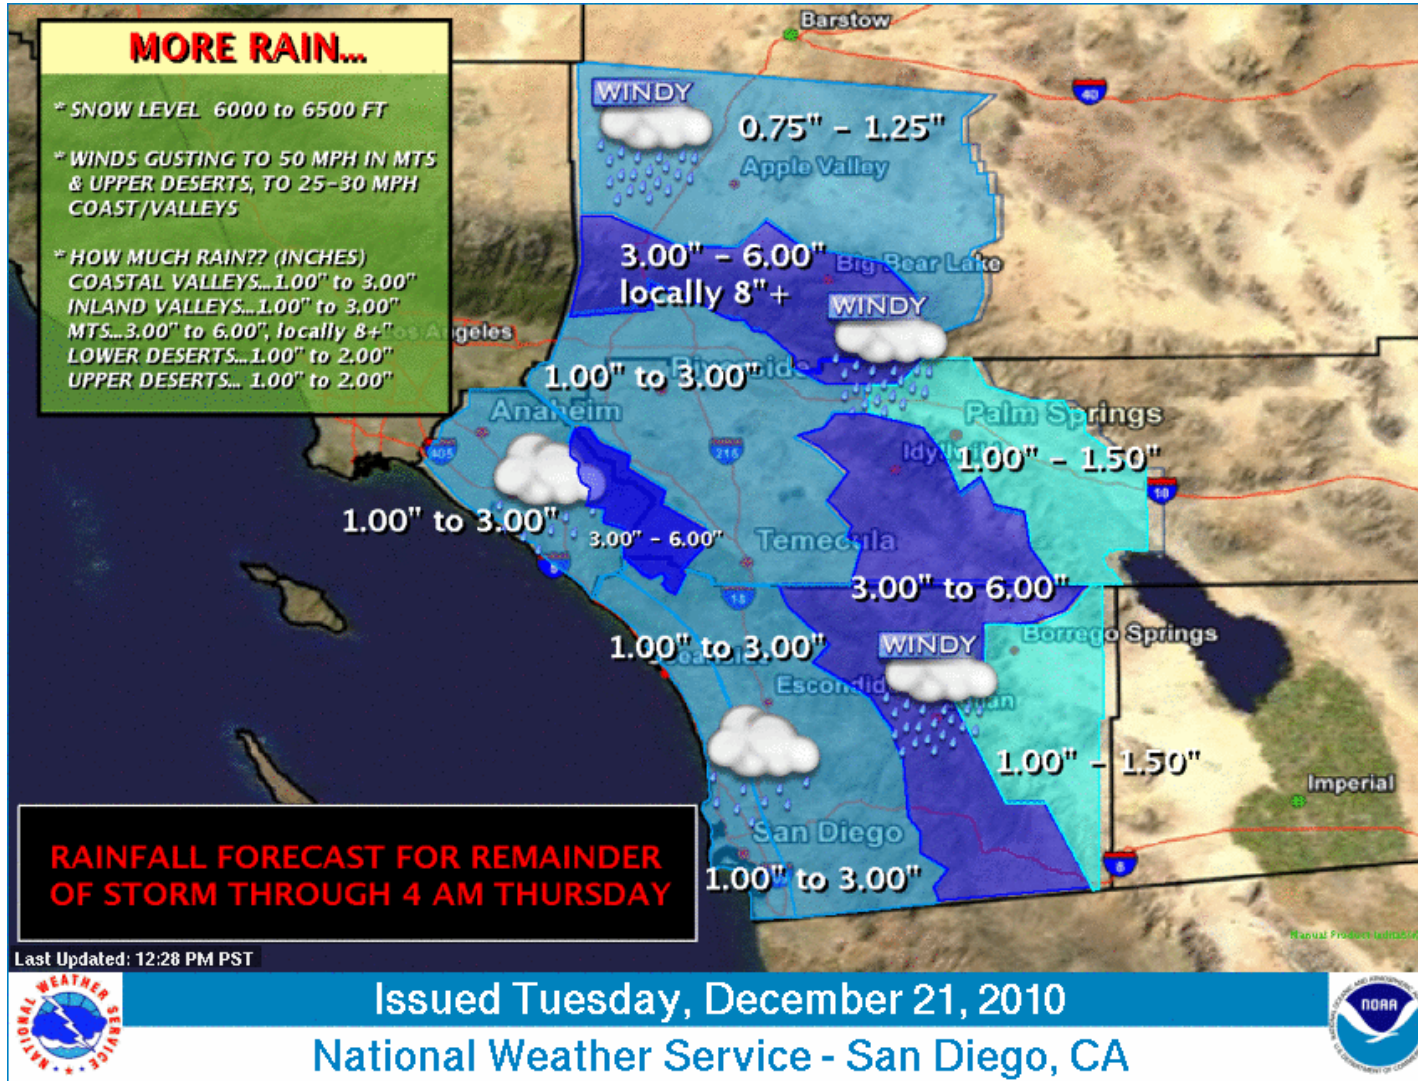 MORE RAIN...
* SNOW LEVEL 6000 to 6500 FT
* WINDS GUSTING TO 50 MPH IN MTS
& UPPER DESERTS, TO 25-30 MPH
COAST/VALLEYS
* HOW MUCH RAIN?? (INCHES)
COASTAL VALLEYS...1.00" to 3.00"
INLAND VALLEYS...1.00" to 3.00"
MTS...3.00" to 6.00", locally 8+"
LOWER DESERTS...1.00" to 2.00"
UPPER DESERTS... 1.00" to 2.00"
Barstow
40
WINDY
0.75" - 1.25"
Apple Valley
3.00" - 6.00"
locally 8"+
Big Bear Lake
WINDY
Los Angeles
Riverside
1.00" to 3.00"
Anaheim
Palm Springs
405
215
Idyllwild
1.00" - 1.50"
10
1.00" to 3.00"
3.00" - 6.00"
Temecula
5
15
3.00" to 6.00"
1.00" to 3.00"
Oceanside
WINDY
Borrego Springs
Escondido
Julian
1.00" - 1.50"
Imperial
San Diego
8
1.00" to 3.00"
RAINFALL FORECAST FOR REMAINDER
OF STORM THROUGH 4 AM THURSDAY
Last Updated: 12:28 PM PST
NATIONAL WEATHER SERVICE
Issued Tuesday, December 21, 2010
National Weather Service - San Diego, CA
NOAA